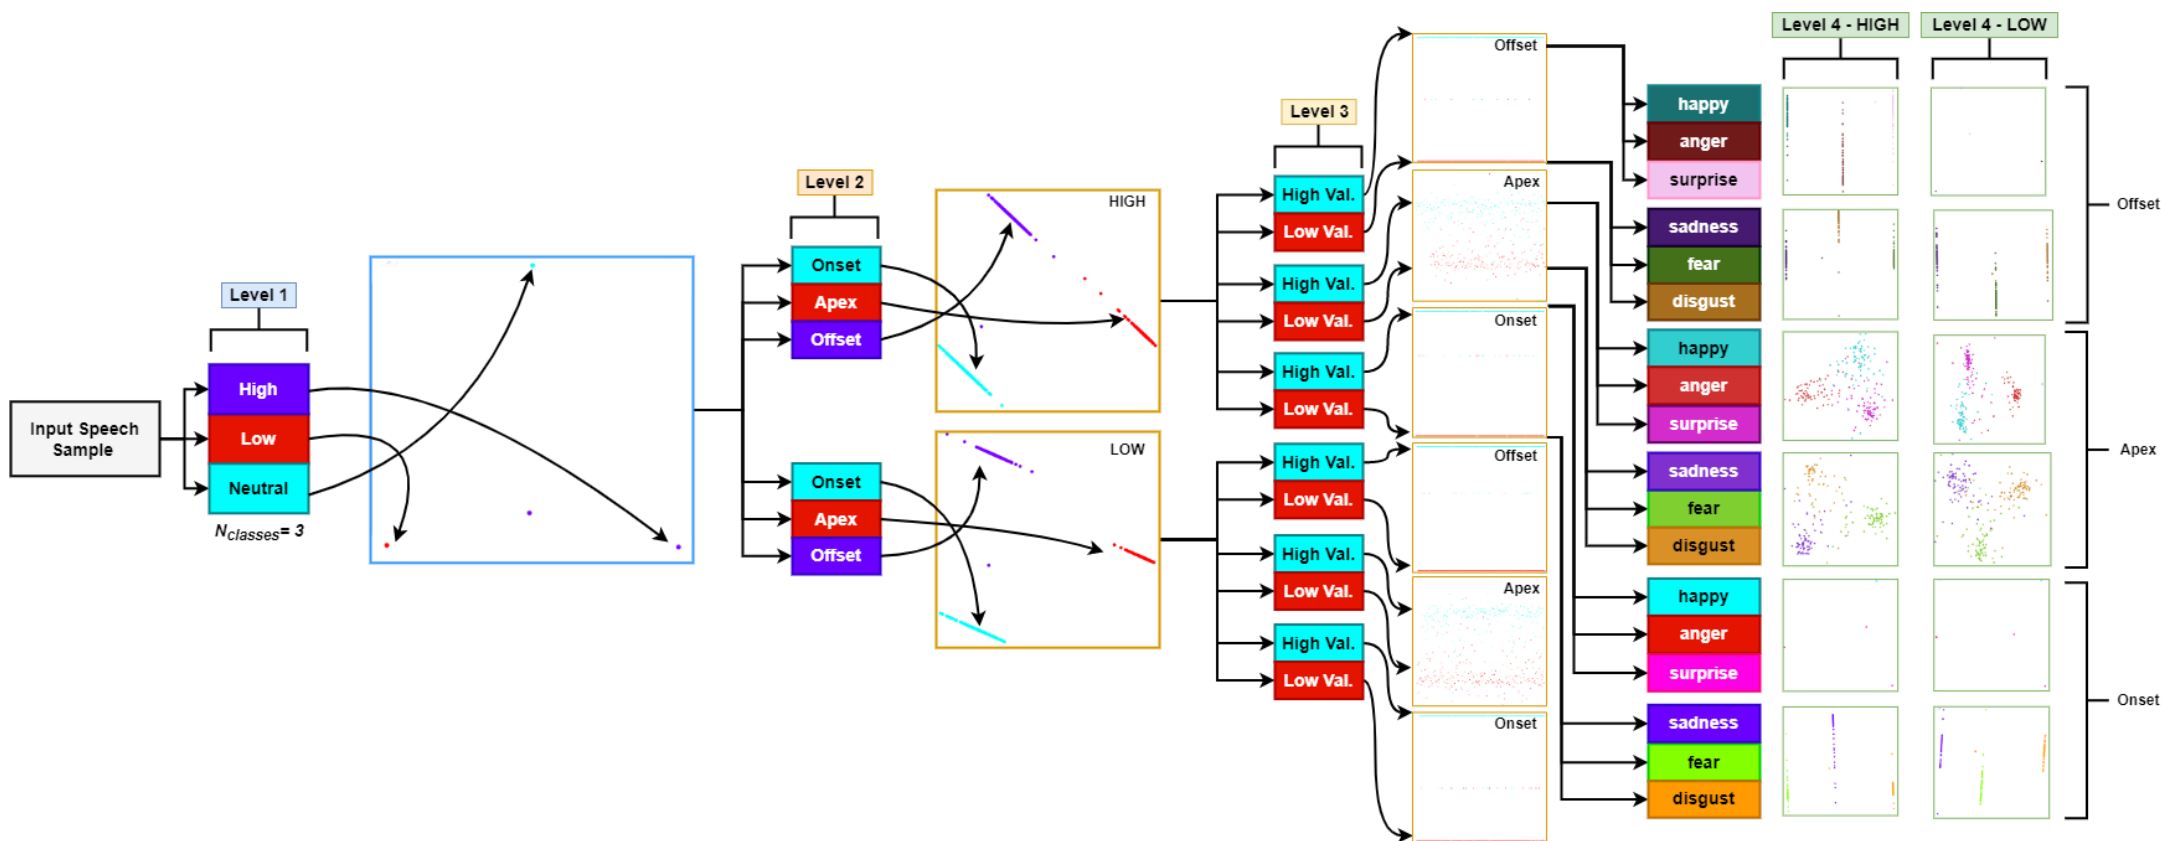 Input Speech
Sample
Level 1
High
Low
Neutral
Nclasses= 3
Level 2
Onset
Apex
Offset
Onset
Apex
Offset
HIGH
LOW
Level 3
High Val.
Low Val.
High Val.
Low Val.
High Val.
Low Val.
High Val.
Low Val.
High Val.
Low Val.
High Val.
Low Val.
Offset
Apex
Onset
Offset
Apex
Onset
happy
anger
surprise
sadness
fear
disgust
happy
anger
surprise
sadness
fear
disgust
happy
anger
surprise
sadness
fear
disgust
Level 4 - HIGH
Level 4 - LOW
Offset
Apex
Onset